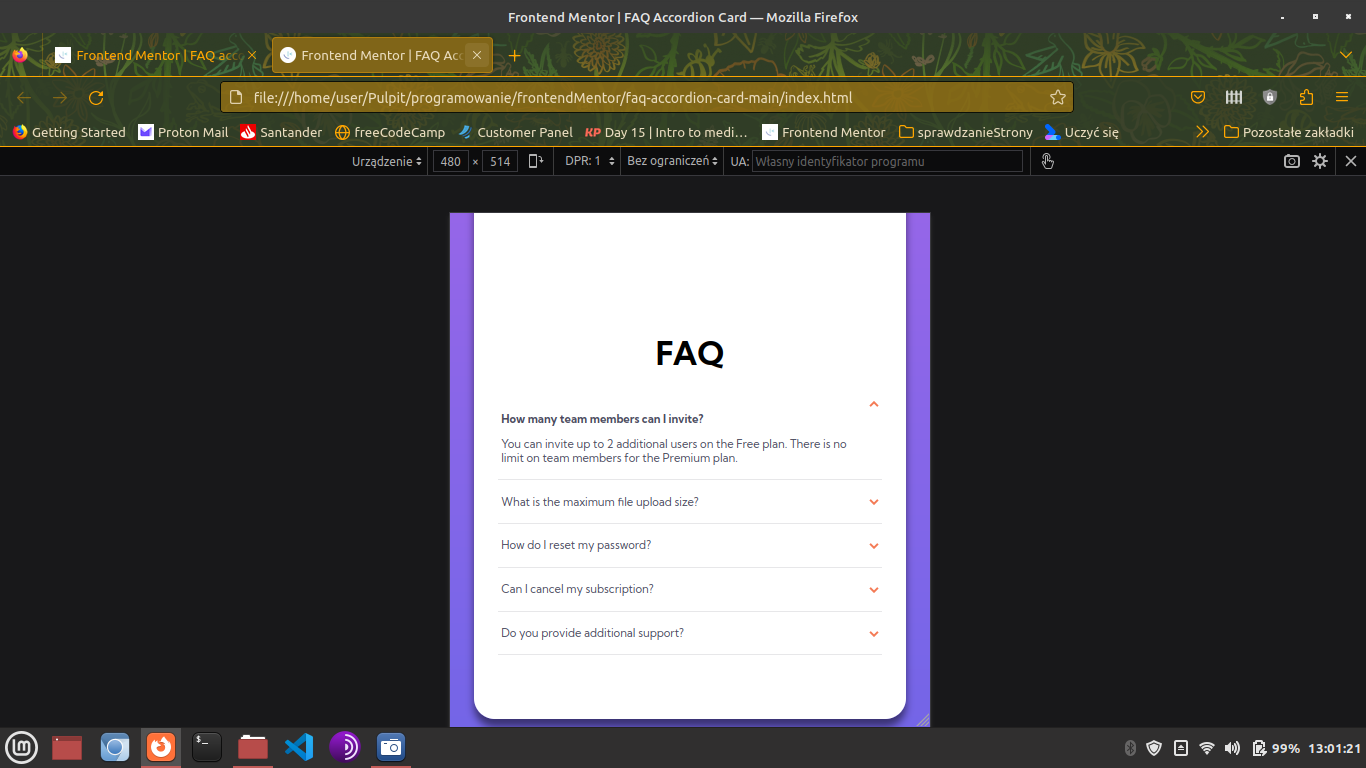 Frontend Mentor | FAQ Accordion Card — Mozilla Firefox
Frontend Mentor | FAQ acc
Frontend Mentor | FAQ Acc
file:///home/user/Pulpit/programowanie/frontendMentor/faq-accordion-card-main/index.html
Getting Started Proton Mail Santander freeCodeCamp Customer Panel KP Day 15 | Intro to medi… Frontend Mentor sprawdzanieStrony Uczyć się Pozostałe zakładki
Urządzenie 480 × 514 DPR: 1 Bez ograniczeń UA: Własny identyfikator programu
FAQ
How many team members can I invite?
You can invite up to 2 additional users on the Free plan. There is no
limit on team members for the Premium plan.
What is the maximum file upload size?
How do I reset my password?
Can I cancel my subscription?
Do you provide additional support?
$_
99% 13:01:21